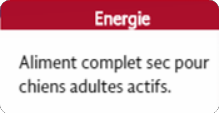 Energie
Aliment complet sec pour
chiens adultes actifs.